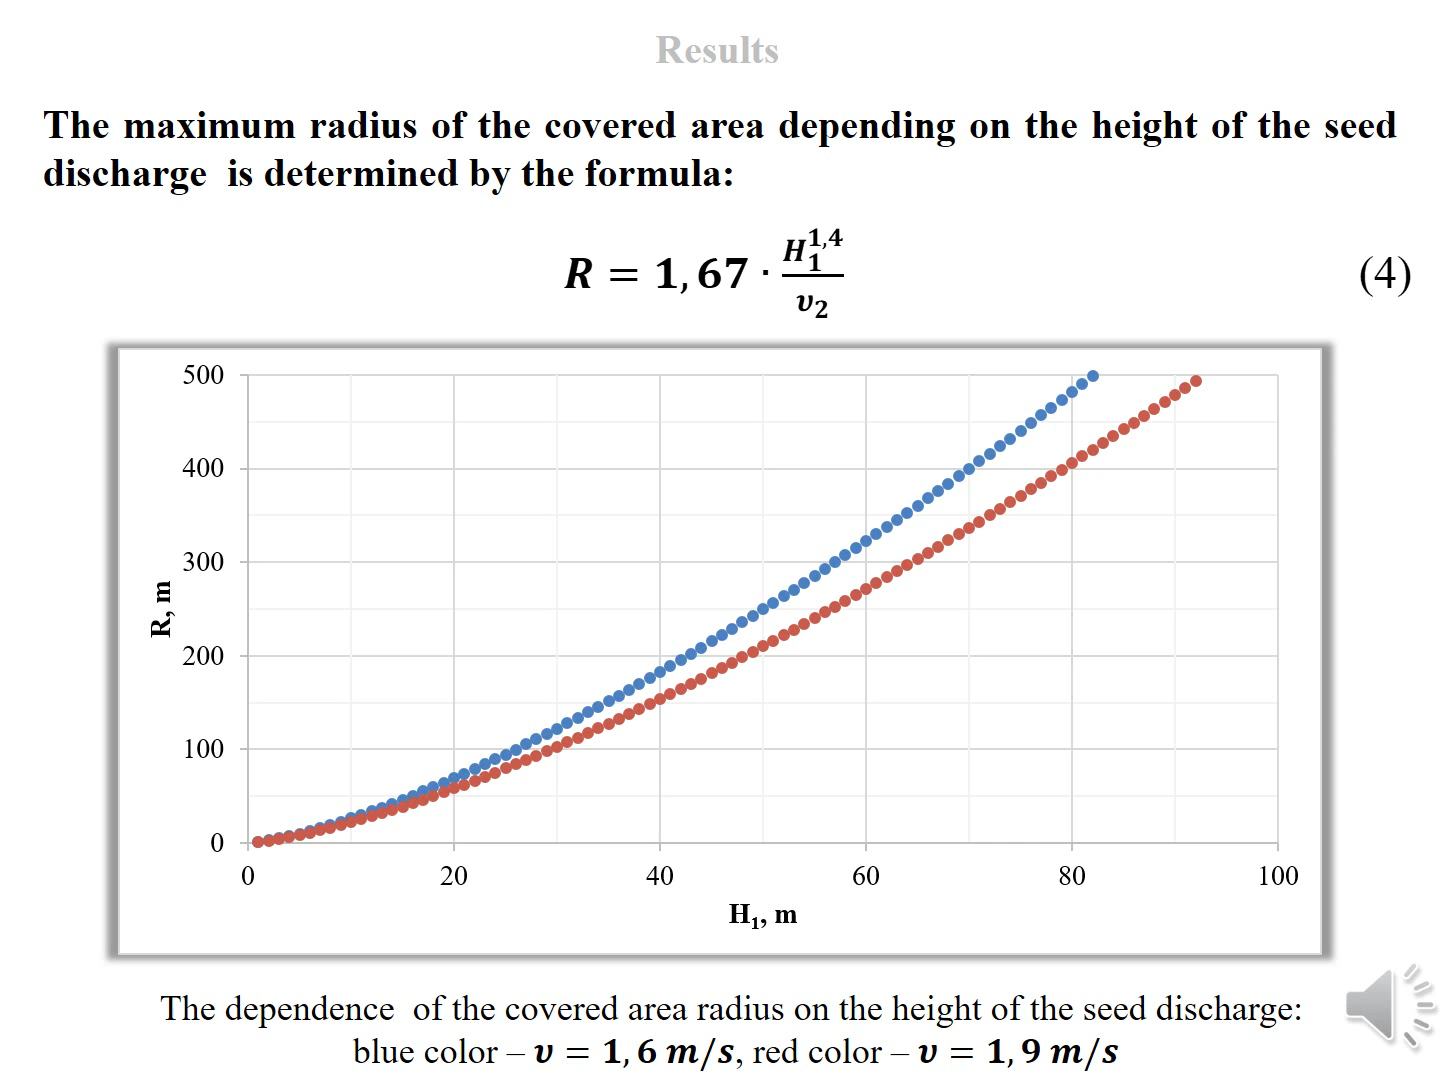 Results
The maximum radius of the covered area depending on the height of the seed
discharge is determined by the formula:
R = 1,67 · H₁^1,4 / υ₂ (4)
500
400
300
200
100
0
R, m
0 20 40 60 80 100
H₁, m
The dependence of the covered area radius on the height of the seed discharge:
blue color – υ = 1,6 m/s, red color – υ = 1,9 m/s